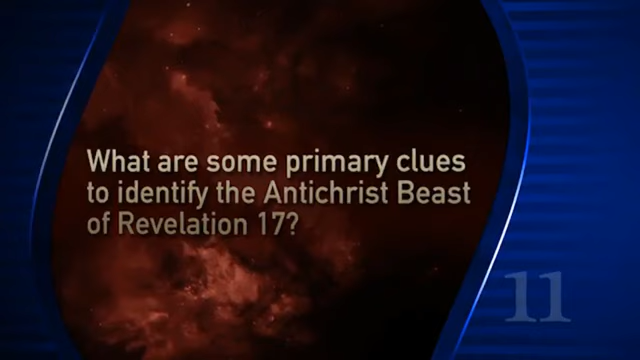 What are some primary clues
to identify the Antichrist Beast
of Revelation 17?
11